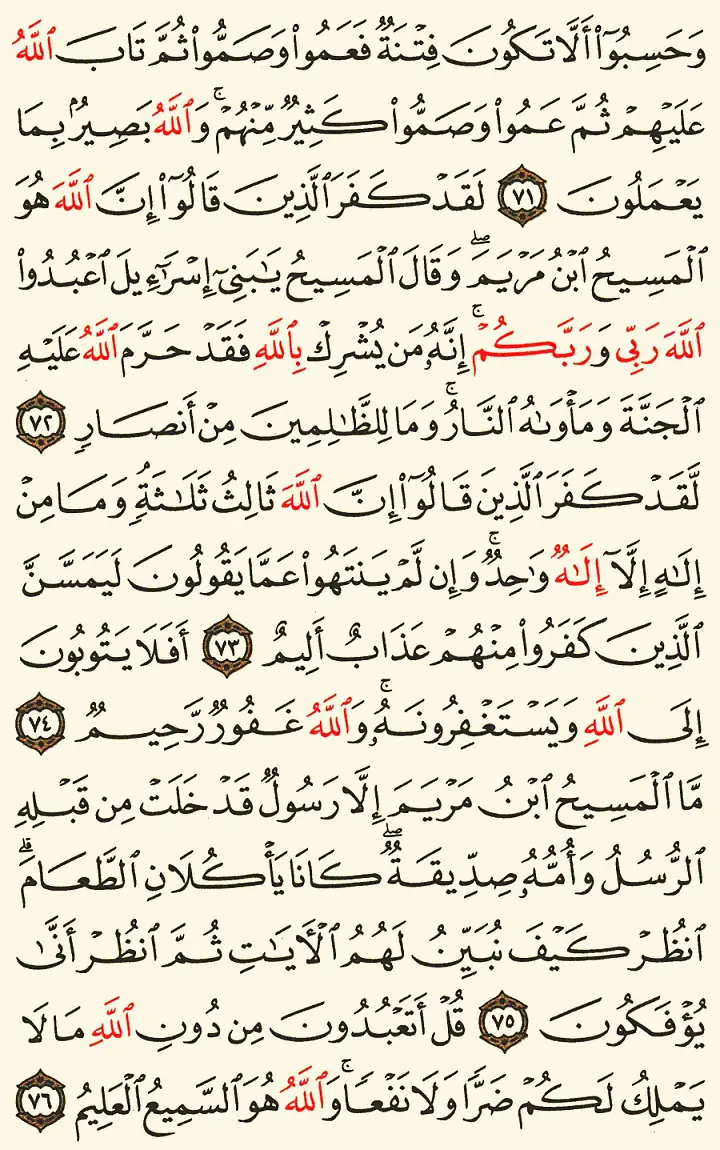 وَحَسِبُوٓا۟ أَلَّا تَكُونَ فِتْنَةٌ فَعَمُوا۟ وَصَمُّوا۟ ثُمَّ تَابَ ٱللَّهُ
عَلَيْهِمْ ثُمَّ عَمُوا۟ وَصَمُّوا۟ كَثِيرٌ مِّنْهُمْ ۚ وَٱللَّهُ بَصِيرٌۢ بِمَا
يَعْمَلُونَ ٧١ لَقَدْ كَفَرَ ٱلَّذِينَ قَالُوٓا۟ إِنَّ ٱللَّهَ هُوَ
ٱلْمَسِيحُ ٱبْنُ مَرْيَمَ ۖ وَقَالَ ٱلْمَسِيحُ يَـٰبَنِىٓ إِسْرَٰٓءِيلَ ٱعْبُدُوا۟
ٱللَّهَ رَبِّى وَرَبَّكُمْ ۚ إِنَّهُۥ مَن يُشْرِكْ بِٱللَّهِ فَقَدْ حَرَّمَ ٱللَّهُ عَلَيْهِ
ٱلْجَنَّةَ وَمَأْوَىٰهُ ٱلنَّارُ ۚ وَمَا لِلظَّـٰلِمِينَ مِنْ أَنصَارٍ ٧٢
لَّقَدْ كَفَرَ ٱلَّذِينَ قَالُوٓا۟ إِنَّ ٱللَّهَ ثَالِثُ ثَلَـٰثَةٍ وَمَا مِنْ
إِلَـٰهٍ إِلَّآ إِلَـٰهٌ وَٰحِدٌ ۚ وَإِن لَّمْ يَنتَهُوا۟ عَمَّا يَقُولُونَ لَيَمَسَّنَّ
ٱلَّذِينَ كَفَرُوا۟ مِنْهُمْ عَذَابٌ أَلِيمٌ ٧٣ أَفَلَا يَتُوبُونَ
إِلَى ٱللَّهِ وَيَسْتَغْفِرُونَهُۥ ۚ وَٱللَّهُ غَفُورٌ رَّحِيمٌ ٧٤
مَّا ٱلْمَسِيحُ ٱبْنُ مَرْيَمَ إِلَّا رَسُولٌ قَدْ خَلَتْ مِن قَبْلِهِ
ٱلرُّسُلُ وَأُمُّهُۥ صِدِّيقَةٌ ۖ كَانَا يَأْكُلَانِ ٱلطَّعَامَ ۗ
ٱنظُرْ كَيْفَ نُبَيِّنُ لَهُمُ ٱلْـَٔايَـٰتِ ثُمَّ ٱنظُرْ أَنَّىٰ
يُؤْفَكُونَ ٧٥ قُلْ أَتَعْبُدُونَ مِن دُونِ ٱللَّهِ مَا لَا
يَمْلِكُ لَكُمْ ضَرًّا وَلَا نَفْعًا ۚ وَٱللَّهُ هُوَ ٱلسَّمِيعُ ٱلْعَلِيمُ ٧٦